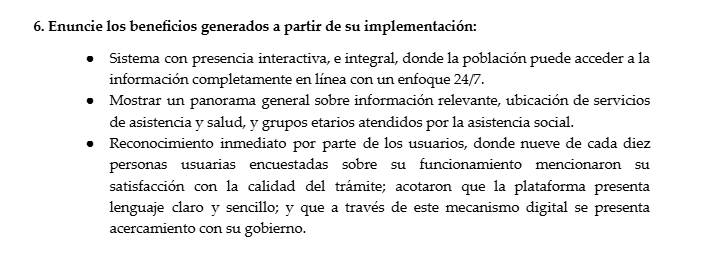 6. Enuncie los beneficios generados a partir de su implementación:
● Sistema con presencia interactiva, e integral, donde la población puede acceder a la
información completamente en línea con un enfoque 24/7.
● Mostrar un panorama general sobre información relevante, ubicación de servicios
de asistencia y salud, y grupos etarios atendidos por la asistencia social.
● Reconocimiento inmediato por parte de los usuarios, donde nueve de cada diez
personas usuarias encuestadas sobre su funcionamiento mencionaron su
satisfacción con la calidad del trámite; acotaron que la plataforma presenta
lenguaje claro y sencillo; y que a través de este mecanismo digital se presenta
acercamiento con su gobierno.